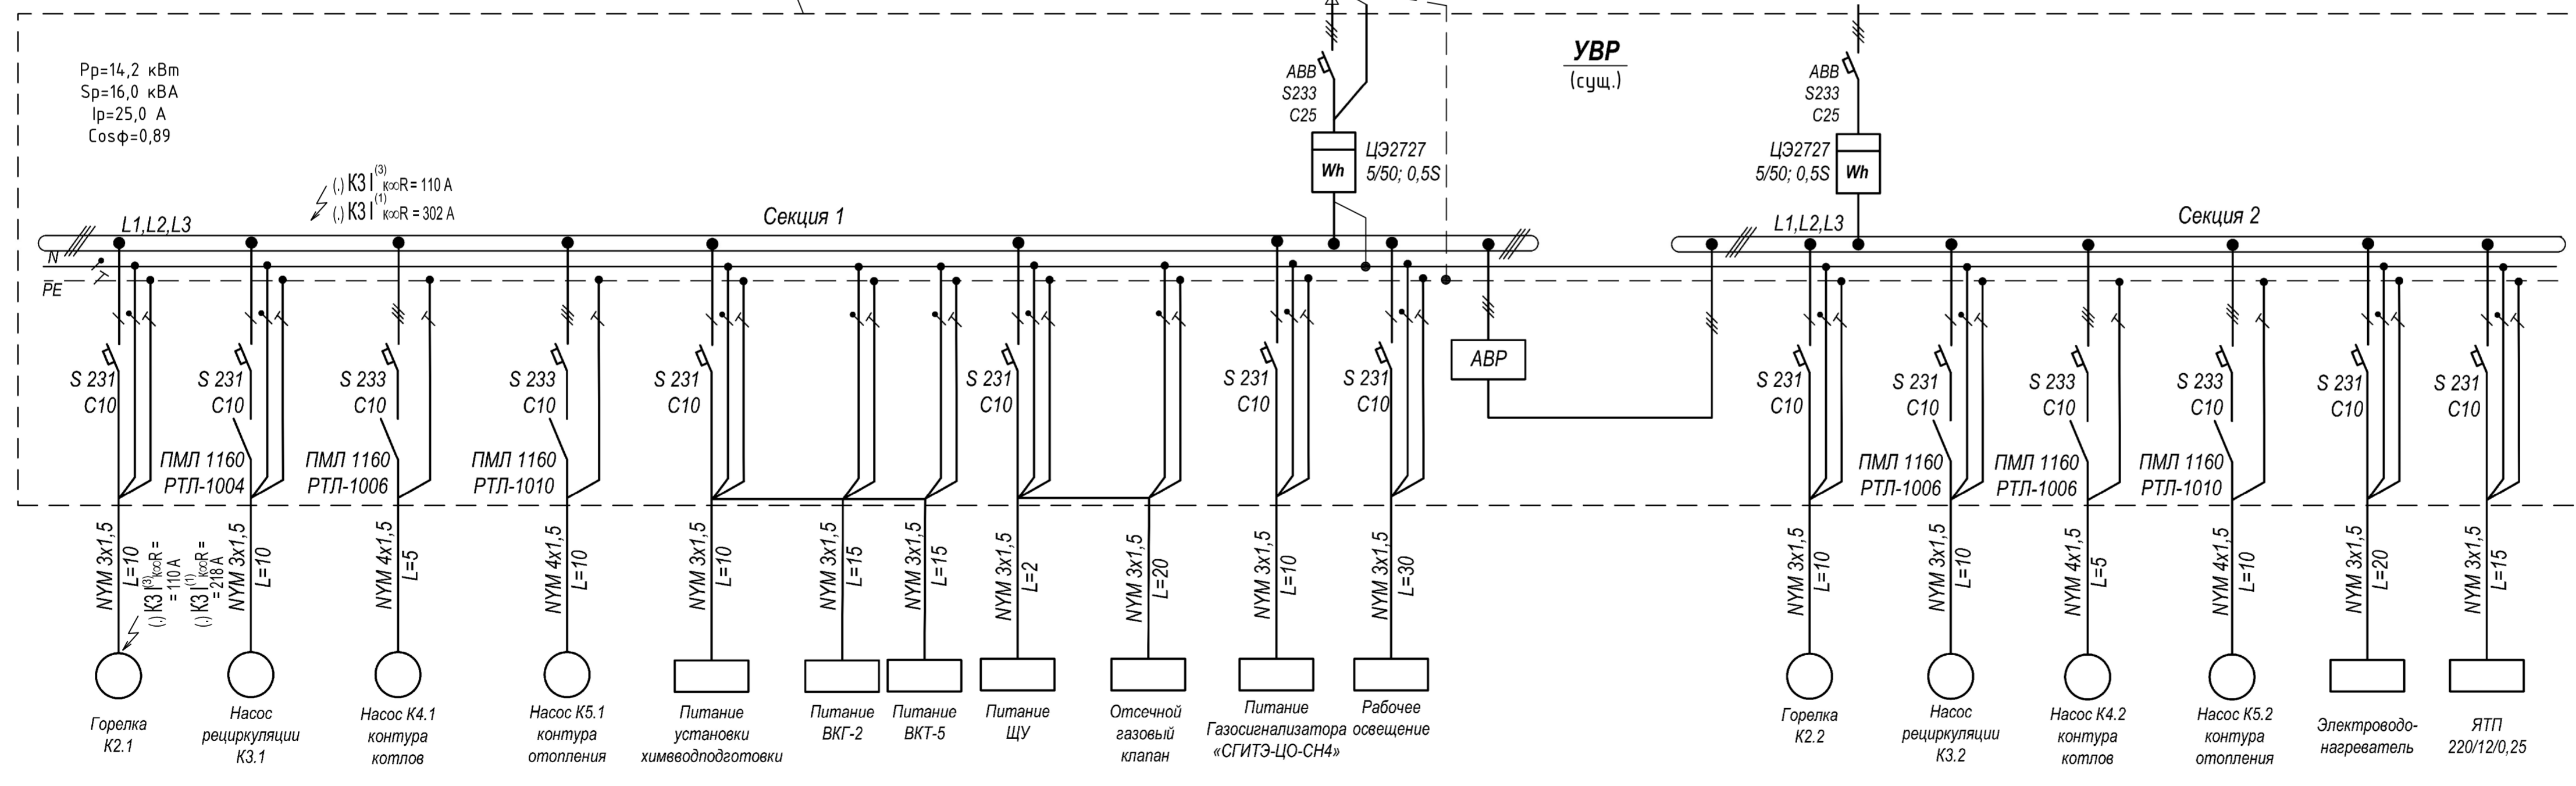 Рр=14,2 кВт
Sр=16,0 кВА
Iр=25,0 А
Cosф=0,89
УВР
(сущ.)
АВВ
S233
C25
ЦЭ2727
5/50; 0,5S
Wh
АВВ
S233
C25
ЦЭ2727
5/50; 0,5S
Wh
(.) КЗ I (3) к∞R = 110 А
(.) КЗ I (1) к∞R = 302 А
L1,L2,L3
Секция 1
L1,L2,L3
Секция 2
N
PE
АВР
S 231
C10
S 231
C10
S 233
C10
S 233
C10
S 231
C10
S 231
C10
S 231
C10
S 231
C10
S 231
C10
S 231
C10
S 233
C10
S 233
C10
S 231
C10
S 231
C10
ПМЛ 1160
РТЛ-1004
ПМЛ 1160
РТЛ-1006
ПМЛ 1160
РТЛ-1010
ПМЛ 1160
РТЛ-1006
ПМЛ 1160
РТЛ-1006
ПМЛ 1160
РТЛ-1010
NYM 3x1,5
L=10
(.) КЗ I (3) к∞R =
= 110 А
(.) КЗ I (1) к∞R =
= 218 А
NYM 3x1,5
L=10
NYM 4x1,5
L=5
NYM 4x1,5
L=10
NYM 3x1,5
L=10
NYM 3x1,5
L=15
NYM 3x1,5
L=15
NYM 3x1,5
L=2
NYM 3x1,5
L=20
NYM 3x1,5
L=10
NYM 3x1,5
L=30
NYM 3x1,5
L=10
NYM 3x1,5
L=10
NYM 4x1,5
L=5
NYM 4x1,5
L=10
NYM 3x1,5
L=20
NYM 3x1,5
L=15
Горелка
К2.1
Насос
рециркуляции
К3.1
Насос К4.1
контура
котлов
Насос К5.1
контура
отопления
Питание
установки
химвводподготовки
Питание
ВКГ-2
Питание
ВКТ-5
Питание
ЩУ
Отсечной
газовый
клапан
Питание
Газосигнализатора
«СГИТЭ-ЦО-СН4»
Рабочее
освещение
Горелка
К2.2
Насос
рециркуляции
К3.2
Насос К4.2
контура
котлов
Насос К5.2
контура
отопления
Электроводо-
нагреватель
ЯТП
220/12/0,25